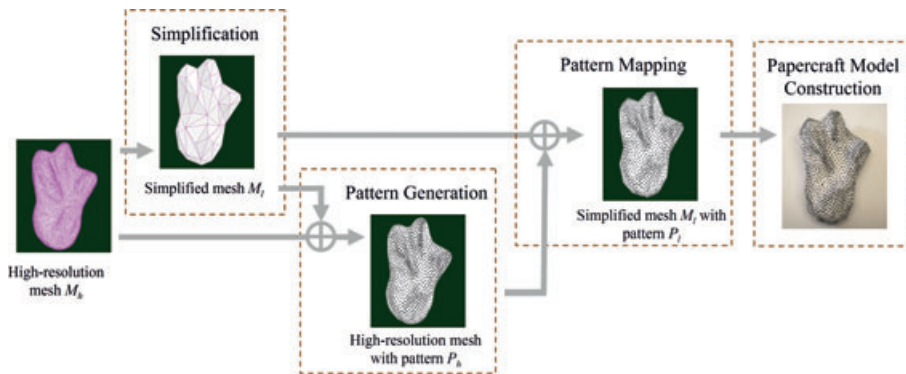 Simplification
Simplified mesh M_l
High-resolution
mesh M_h
Pattern Generation
High-resolution mesh
with pattern P_h
Pattern Mapping
Simplified mesh M_l with
pattern P_l
Papercraft Model
Construction